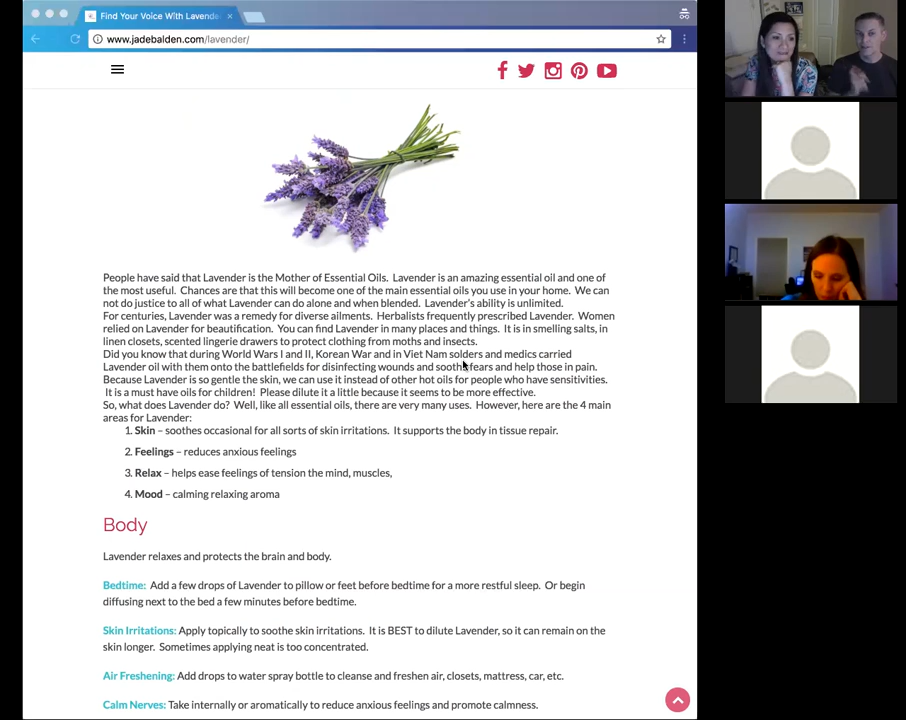 Find Your Voice With Lavende
www.jadebalden.com/lavender/
People have said that Lavender is the Mother of Essential Oils. Lavender is an amazing essential oil and one of
the most useful. Chances are that this will become one of the main essential oils you use in your home. We can
not do justice to all of what Lavender can do alone and when blended. Lavender's ability is unlimited.
For centuries, Lavender was a remedy for diverse ailments. Herbalists frequently prescribed Lavender. Women
relied on Lavender for beautification. You can find Lavender in many places and things. It is in smelling salts, in
linen closets, scented lingerie drawers to protect clothing from moths and insects.
Did you know that during World Wars I and II, Korean War and in Viet Nam solders and medics carried
Lavender oil with them onto the battlefields for disinfecting wounds and sooth fears and help those in pain.
Because Lavender is so gentle the skin, we can use it instead of other hot oils for people who have sensitivities.
It is a must have oils for children! Please dilute it a little because it seems to be more effective.
So, what does Lavender do? Well, like all essential oils, there are very many uses. However, here are the 4 main
areas for Lavender:
1. Skin – soothes occasional for all sorts of skin irritations. It supports the body in tissue repair.
2. Feelings – reduces anxious feelings
3. Relax – helps ease feelings of tension the mind, muscles,
4. Mood – calming relaxing aroma
Body
Lavender relaxes and protects the brain and body.
Bedtime: Add a few drops of Lavender to pillow or feet before bedtime for a more restful sleep. Or begin
diffusing next to the bed a few minutes before bedtime.
Skin Irritations: Apply topically to soothe skin irritations. It is BEST to dilute Lavender, so it can remain on the
skin longer. Sometimes applying neat is too concentrated.
Air Freshening: Add drops to water spray bottle to cleanse and freshen air, closets, mattress, car, etc.
Calm Nerves: Take internally or aromatically to reduce anxious feelings and promote calmness.